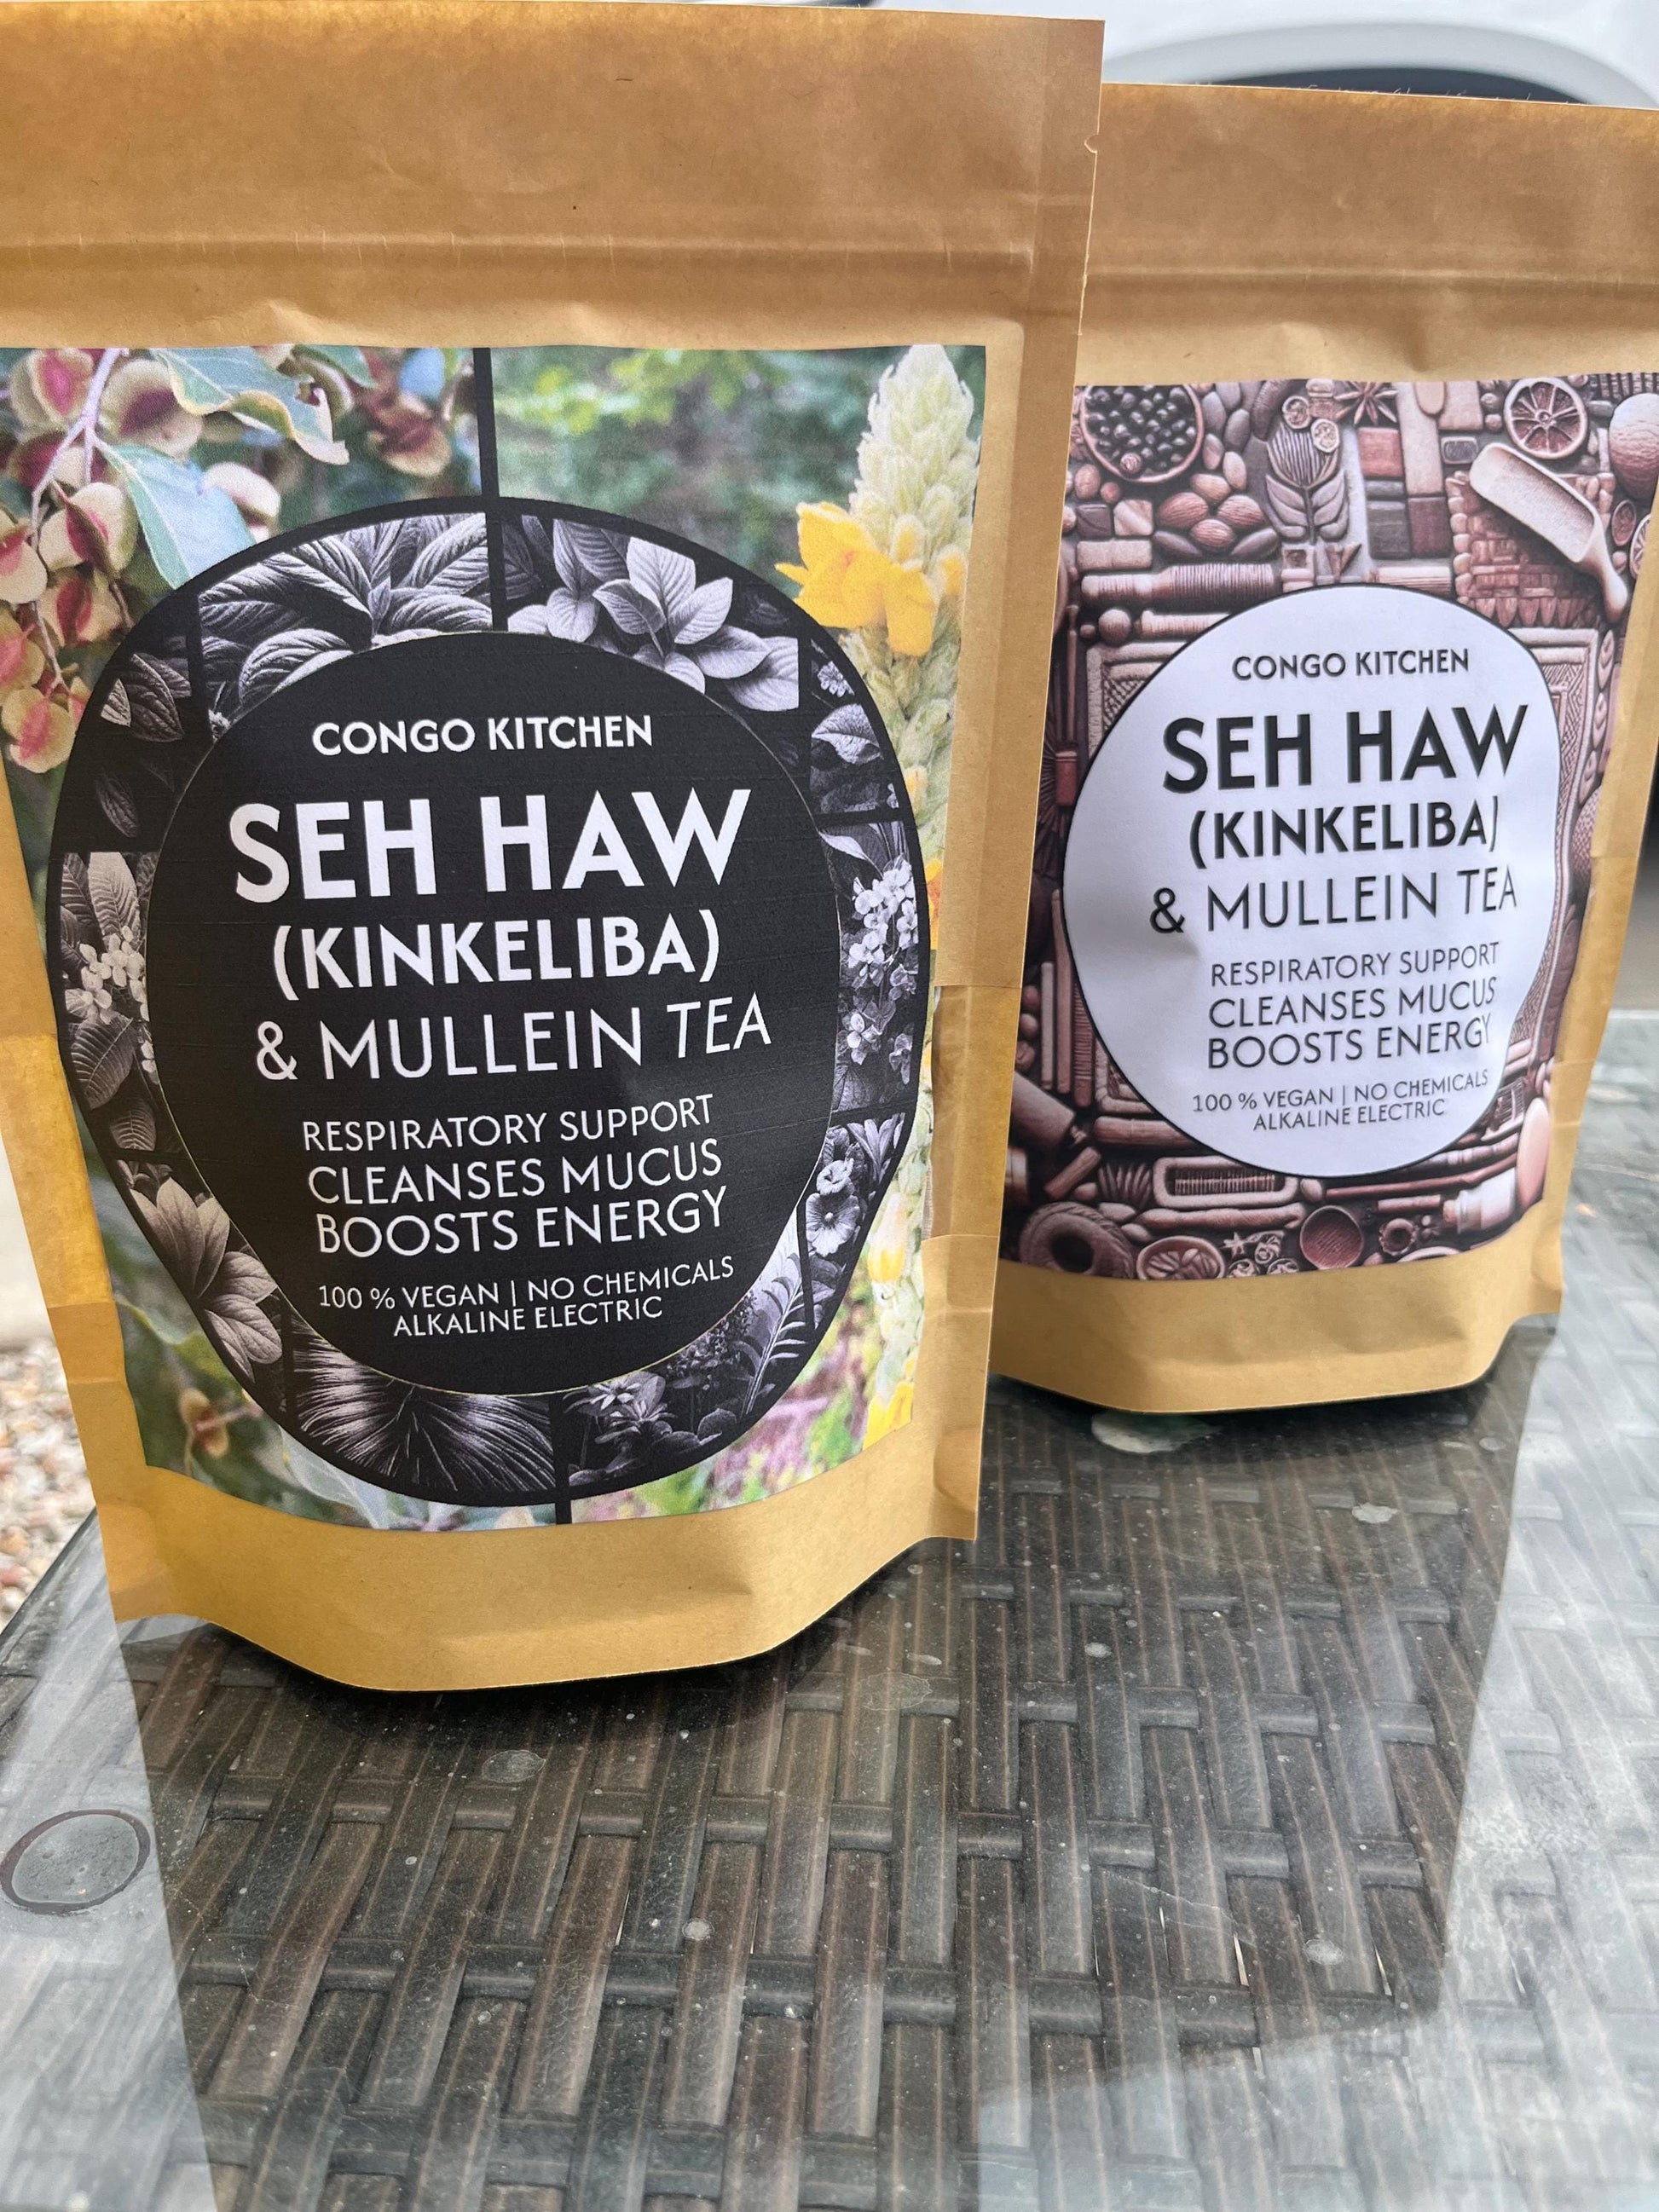 CONGO KITCHEN
SEH HAW
(KINKELIBA)
& MULLEIN TEA
RESPIRATORY SUPPORT
CLEANSES MUCUS
BOOSTS ENERGY
100 % VEGAN | NO CHEMICALS
ALKALINE ELECTRIC
CONGO KITCHEN
SEH HAW
(KINKELIBA)
& MULLEIN TEA
RESPIRATORY SUPPORT
CLEANSES MUCUS
BOOSTS ENERGY
100 % VEGAN | NO CHEMICALS
ALKALINE ELECTRIC